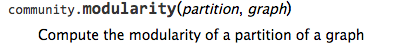 community.modularity(partition, graph)
Compute the modularity of a partition of a graph